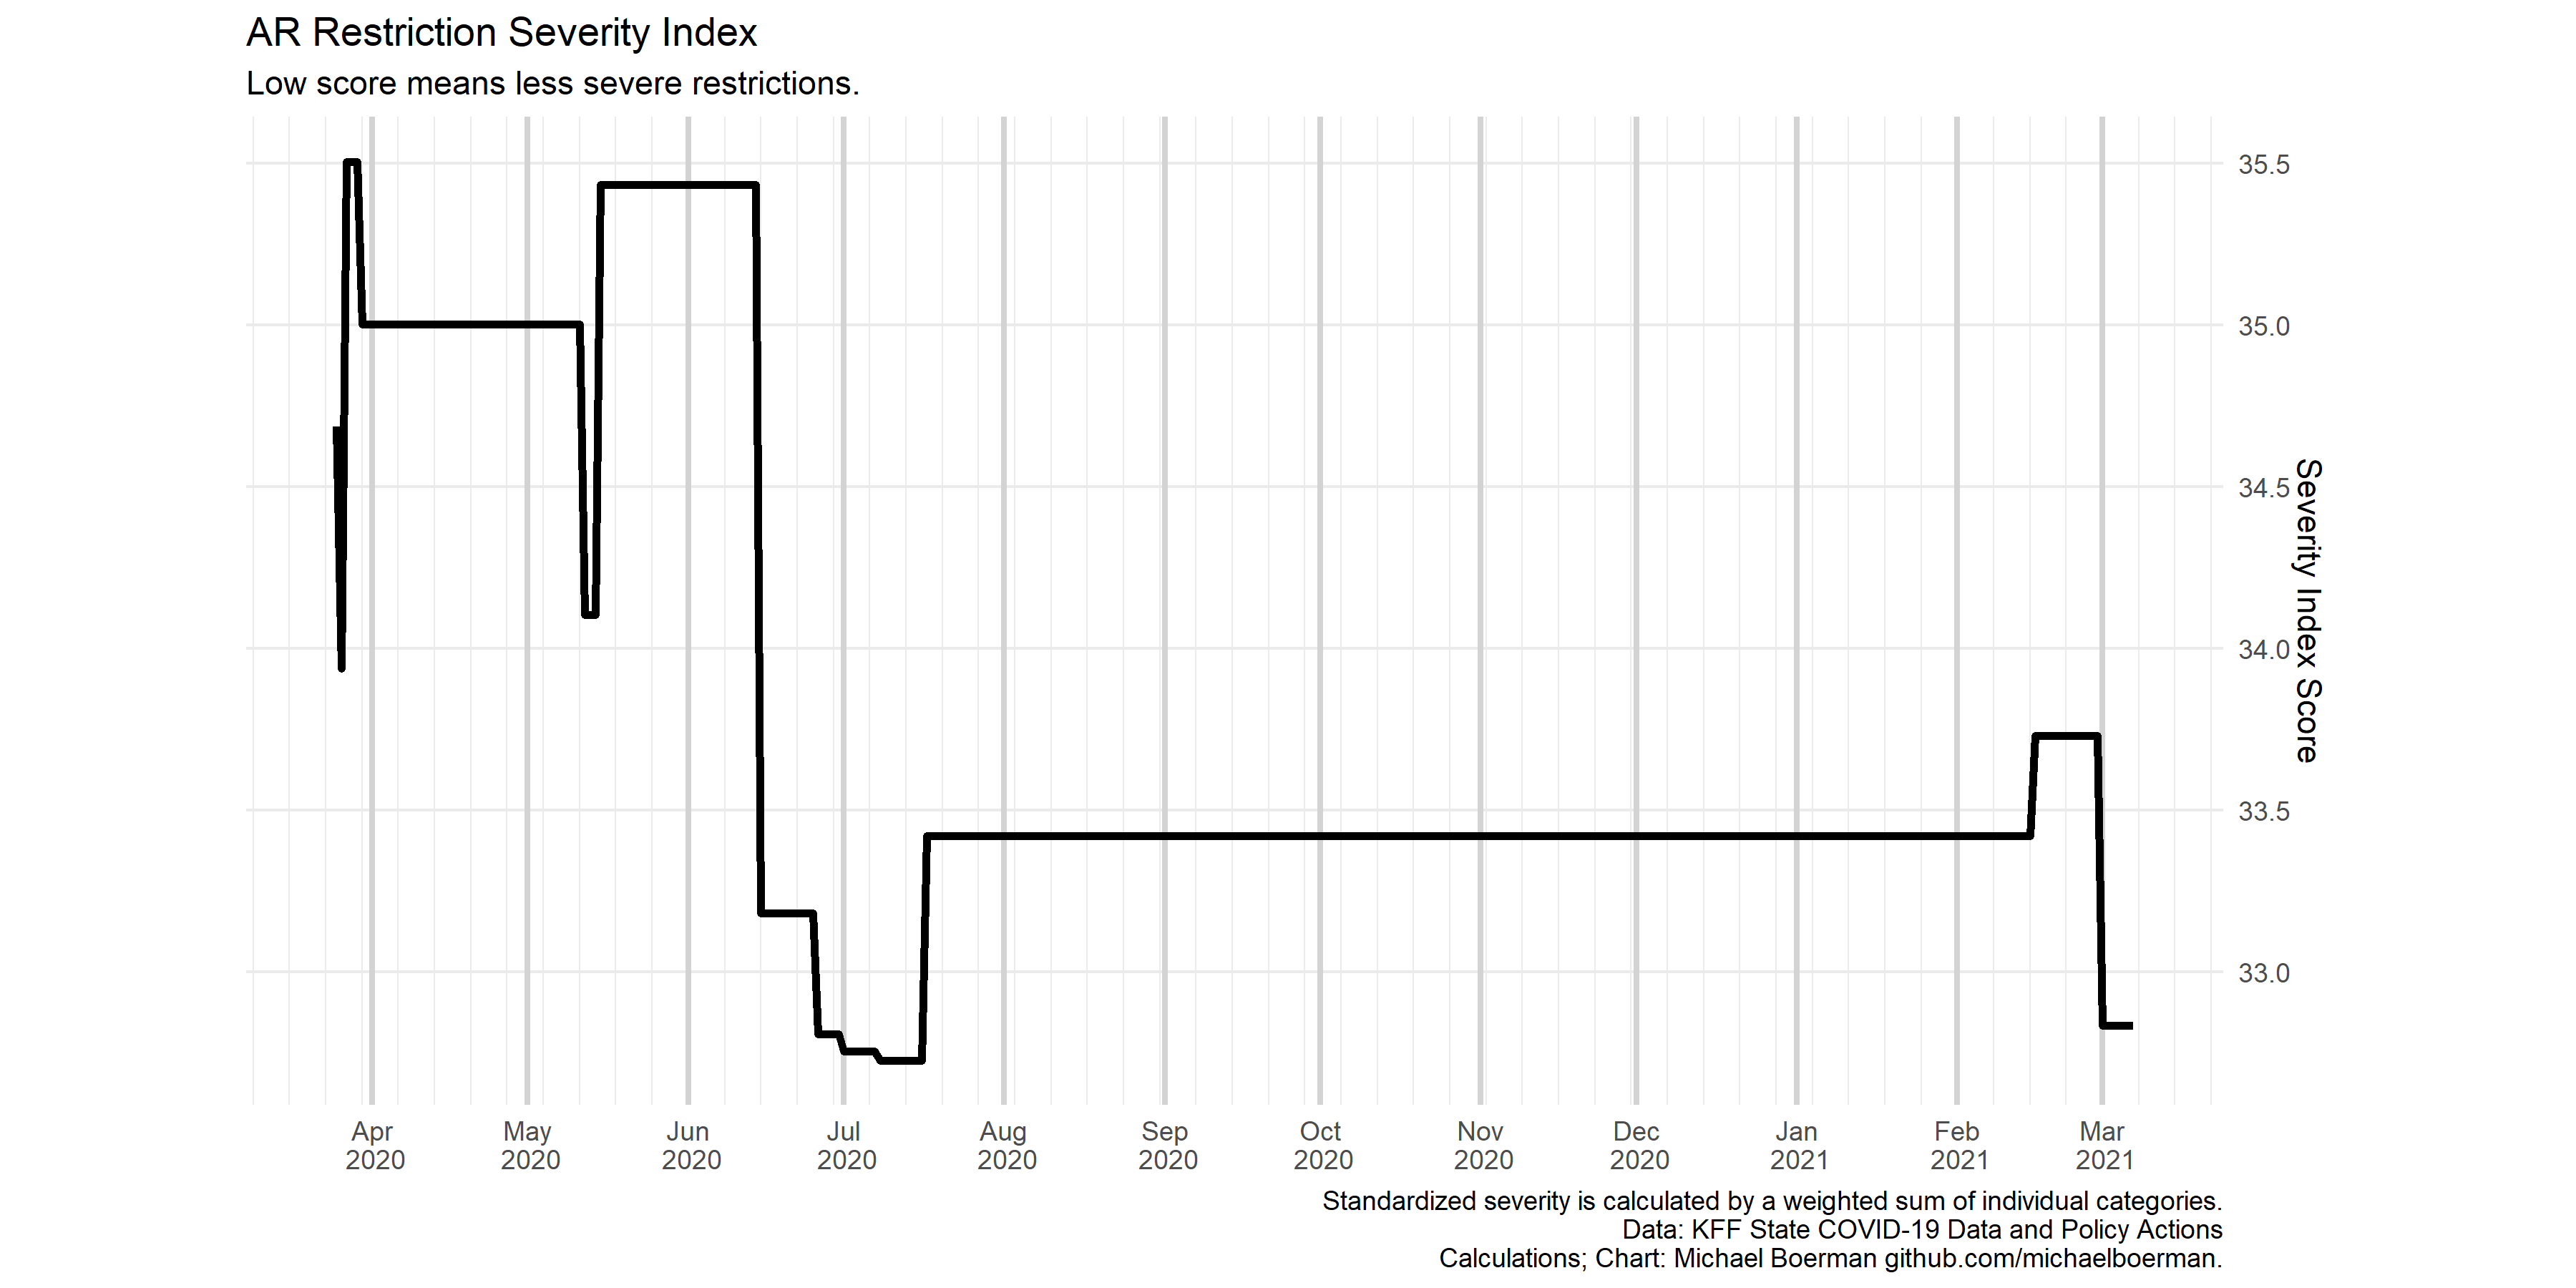 AR Restriction Severity Index
Low score means less severe restrictions.
35.5
35.0
34.5
34.0
33.5
33.0
Severity Index Score
Apr 2020
May 2020
Jun 2020
Jul 2020
Aug 2020
Sep 2020
Oct 2020
Nov 2020
Dec 2020
Jan 2021
Feb 2021
Mar 2021
Standardized severity is calculated by a weighted sum of individual categories.
Data: KFF State COVID-19 Data and Policy Actions
Calculations; Chart: Michael Boerman github.com/michaelboerman.